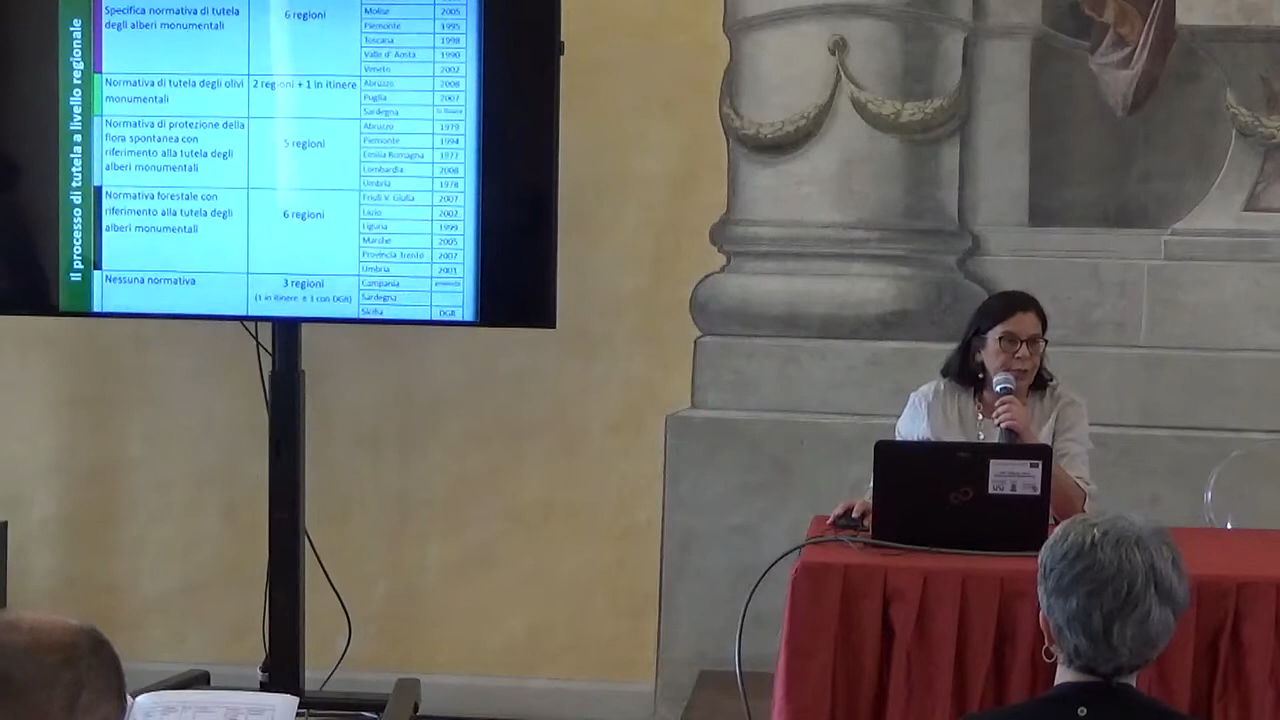 Il processo di tutela a livello regionale
Specifica normativa di tutela
degli alberi monumentali
6 regioni
Molise 2005
Piemonte 1995
Toscana 1998
Valle d' Aosta 1990
Veneto 2002
Normativa di tutela degli olivi
monumentali
2 regioni + 1 in itinere
Abruzzo 2008
Puglia 2007
Sardegna
Normativa di protezione della
flora spontanea con
riferimento alla tutela degli
alberi monumentali
5 regioni
Abruzzo 1979
Piemonte 1994
Emilia Romagna 1977
Lombardia 2008
Umbria 1978
Normativa forestale con
riferimento alla tutela degli
alberi monumentali
6 regioni
Friuli V. Giulia 2007
Lazio 2002
Liguria 1999
Marche 2005
Provincia Trento 2007
Umbria 2001
Nessuna normativa
3 regioni
(1 in itinere e 1 con DGR)
Campania
Sardegna
Sicilia DGR